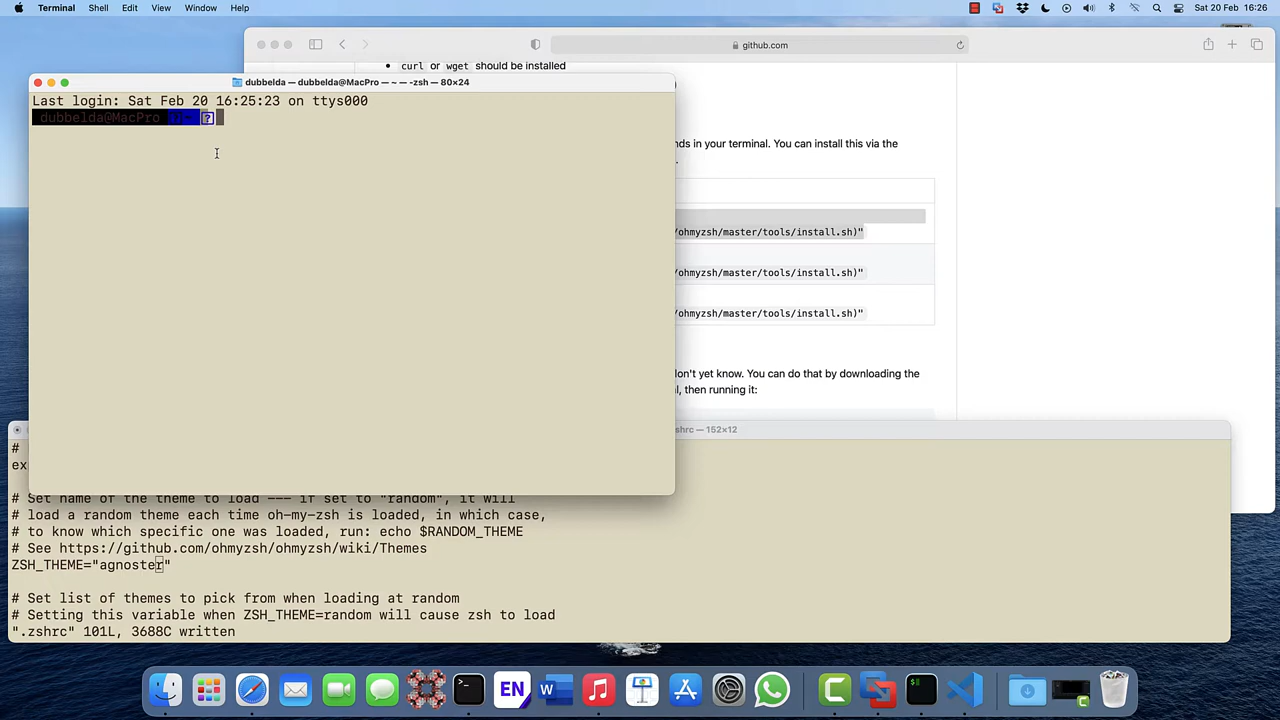 Terminal Shell Edit View Window Help Sat 20 Feb 16:26
github.com
curl or wget should be installed
dubbelda — dubbelda@MacPro — ~ — -zsh — 80×24
Last login: Sat Feb 20 16:25:23 on ttys000
dubbelda@MacPro ? ~ ?
nds in your terminal. You can install this via the
/ohmyzsh/master/tools/install.sh)"
/ohmyzsh/master/tools/install.sh)"
/ohmyzsh/master/tools/install.sh)"
don't yet know. You can do that by downloading the
l, then running it:
shrc — 152×12
#
ex
# Set name of the theme to load --- if set to "random", it will
# load a random theme each time oh-my-zsh is loaded, in which case,
# to know which specific one was loaded, run: echo $RANDOM_THEME
# See https://github.com/ohmyzsh/ohmyzsh/wiki/Themes
ZSH_THEME="agnoster"
# Set list of themes to pick from when loading at random
# Setting this variable when ZSH_THEME=random will cause zsh to load
".zshrc" 101L, 3688C written
EN